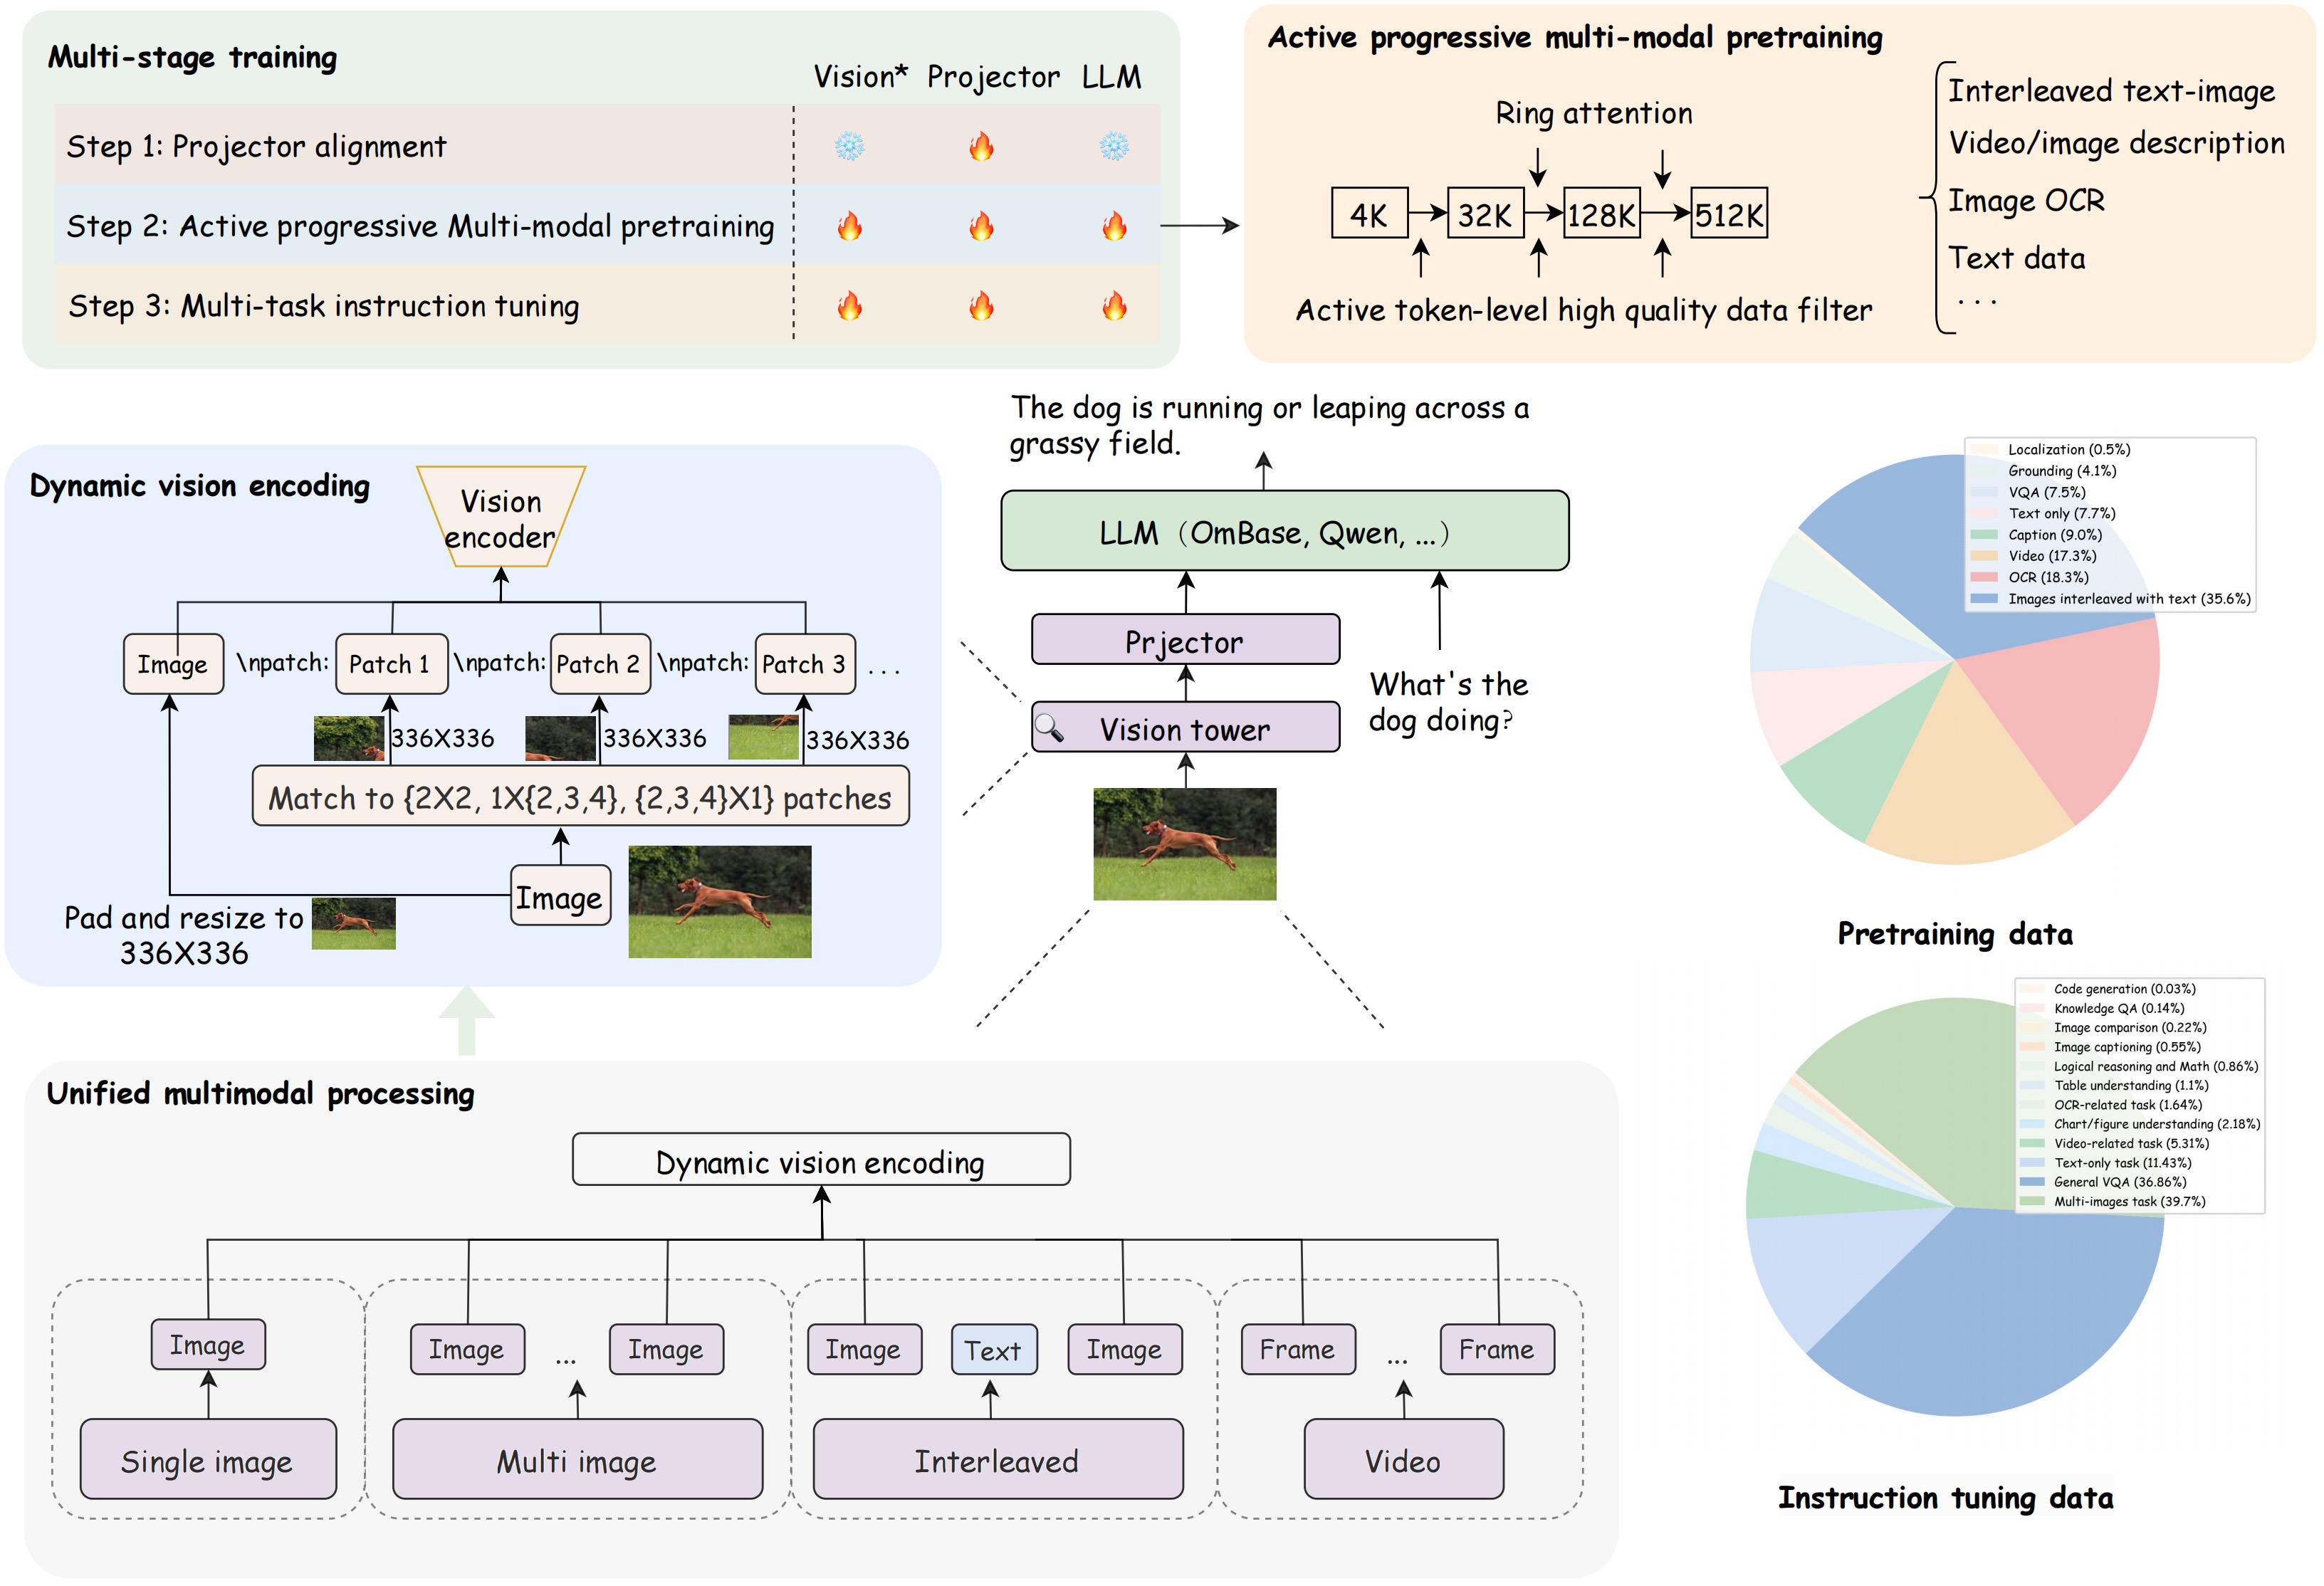 Multi-stage training
Vision* Projector LLM
Step 1: Projector alignment
Step 2: Active progressive Multi-modal pretraining
Step 3: Multi-task instruction tuning
Active progressive multi-modal pretraining
Ring attention
4K 32K 128K 512K
Active token-level high quality data filter
Interleaved text-image
Video/image description
Image OCR
Text data
...
Dynamic vision encoding
Vision
encoder
Image \npatch: Patch 1 \npatch: Patch 2 \npatch: Patch 3 ...
336X336 336X336 336X336
Match to {2X2, 1X{2,3,4}, {2,3,4}X1} patches
Image
Pad and resize to
336X336
The dog is running or leaping across a
grassy field.
LLM（OmBase, Qwen, ...）
Prjector
Vision tower
What's the
dog doing?
Localization (0.5%)
Grounding (4.1%)
VQA (7.5%)
Text only (7.7%)
Caption (9.0%)
Video (17.3%)
OCR (18.3%)
Images interleaved with text (35.6%)
Pretraining data
Unified multimodal processing
Dynamic vision encoding
Image Image ... Image Image Text Image Frame ... Frame
Single image Multi image Interleaved Video
Code generation (0.03%)
Knowledge QA (0.14%)
Image comparison (0.22%)
Image captioning (0.55%)
Logical reasoning and Math (0.86%)
Table understanding (1.1%)
OCR-related task (1.64%)
Chart/figure understanding (2.18%)
Video-related task (5.31%)
Text-only task (11.43%)
General VQA (36.86%)
Multi-images task (39.7%)
Instruction tuning data